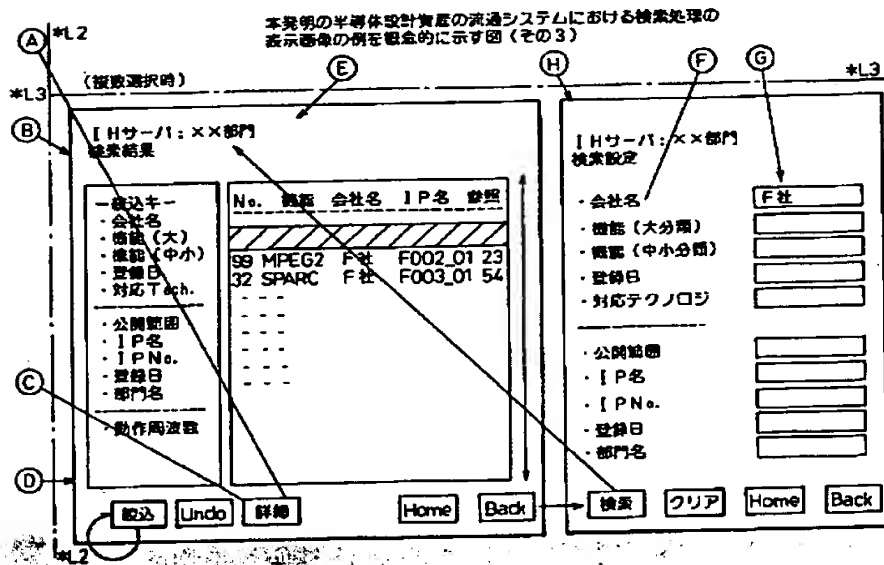 本発明の半導体設計資産の流通システムにおける検索処理の
表示画像の例を観念的に示す図（その３）
Ⓐ
*L2
Ⓔ
Ⓗ
Ⓕ
Ⓖ
*L3
（複数選択時）
*L3
Ⓑ
ＩＨサーバ：××部門
検索結果
一絞込キー
・会社名
・機能（大）
・機能（中小）
・登録日
・対応Tech.
・公開範囲
・ＩＰ名
・ＩＰNo.
・登録日
・部門名
・動作周波数
No. 機能 会社名 ＩＰ名 参照
99 MPEG2 F社 F002_01 23
32 SPARC F社 F003_01 54
- - -
- - -
- - -
- - -
- - -
- - -
Ⓒ
Ⓓ
絞込 Undo 詳細 Home Back
*L2
ＩＨサーバ：××部門
検索設定
・会社名 F社
・機能（大分類）
・機能（中小分類）
・登録日
・対応テクノロジ
・公開範囲
・ＩＰ名
・ＩＰNo.
・登録日
・部門名
検索 クリア Home Back